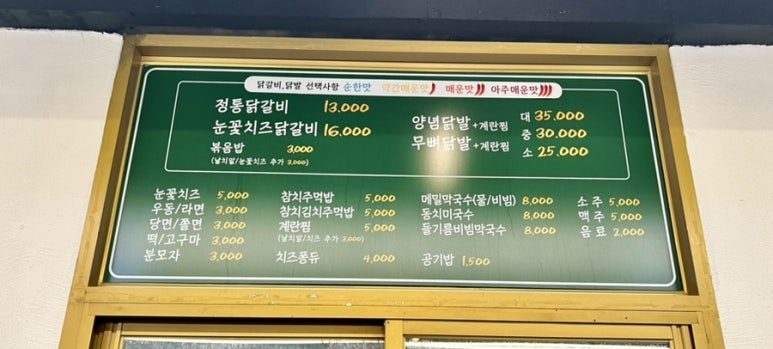 닭갈비, 닭발 선택사항 순한맛 약간매운맛 매운맛 아주매운맛
정통닭갈비 13,000
눈꽃치즈닭갈비 16,000
볶음밥 3,000
(날치알/눈꽃치즈 추가 2,000)
양념닭발+계란찜 대 35,000
중 30,000
무뼈닭발+계란찜 소 25,000
눈꽃치즈 5,000
우동/라면 3,000
당면/쫄면 3,000
떡/고구마 3,000
분모자 3,000
참치주먹밥 5,000
참치김치주먹밥 5,000
계란찜 5,000
(날치알/치즈 추가 2,000)
치즈퐁듀 4,000
메밀막국수(물/비빔) 8,000
동치미국수 8,000
들기름비빔막국수 8,000
공기밥 1,500
소주 5,000
맥주 5,000
음료 2,000